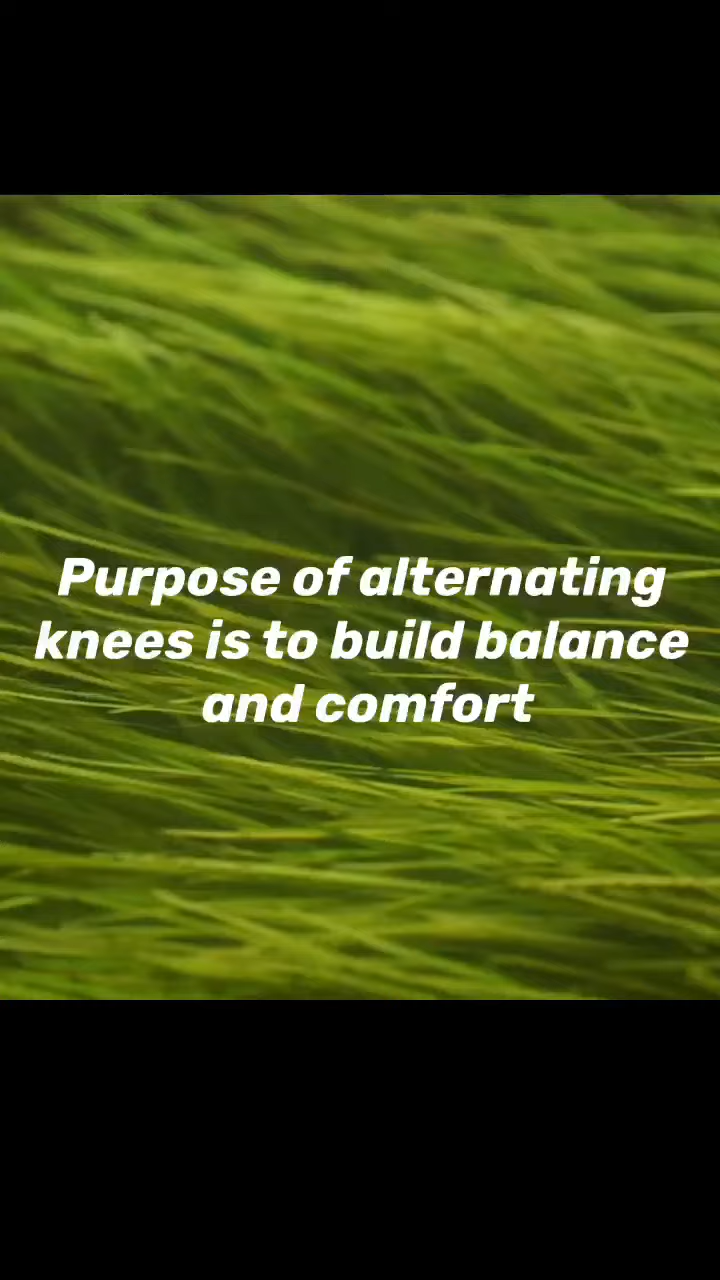 Purpose of alternating
knees is to build balance
and comfort